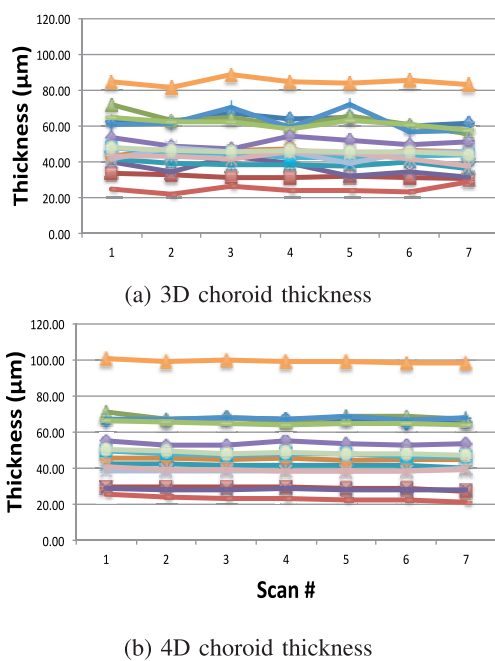 Thickness (µm)
120.00
100.00
80.00
60.00
40.00
20.00
0.00
1 2 3 4 5 6 7
(a) 3D choroid thickness
Thickness (µm)
120.00
100.00
80.00
60.00
40.00
20.00
0.00
1 2 3 4 5 6 7
Scan #
(b) 4D choroid thickness